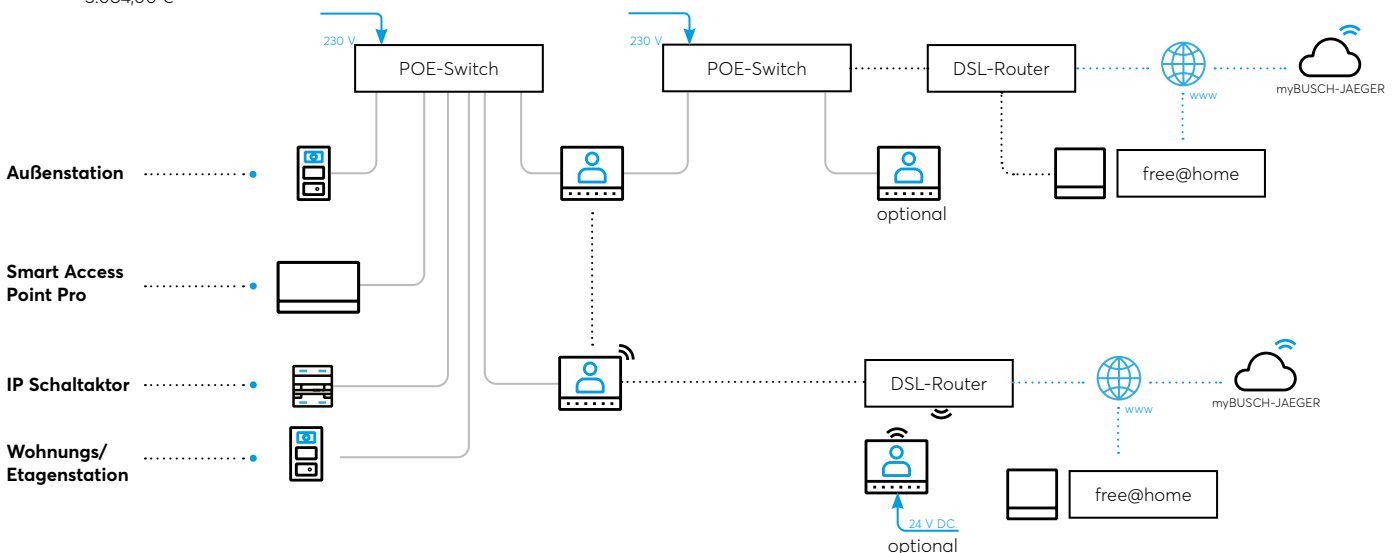 230 V
230 V
POE-Switch
POE-Switch
DSL-Router
www
myBUSCH-JAEGER
Außenstation
free@home
optional
Smart Access
Point Pro
IP Schaltaktor
DSL-Router
www
myBUSCH-JAEGER
Wohnungs/
Etagenstation
free@home
24 V DC
optional